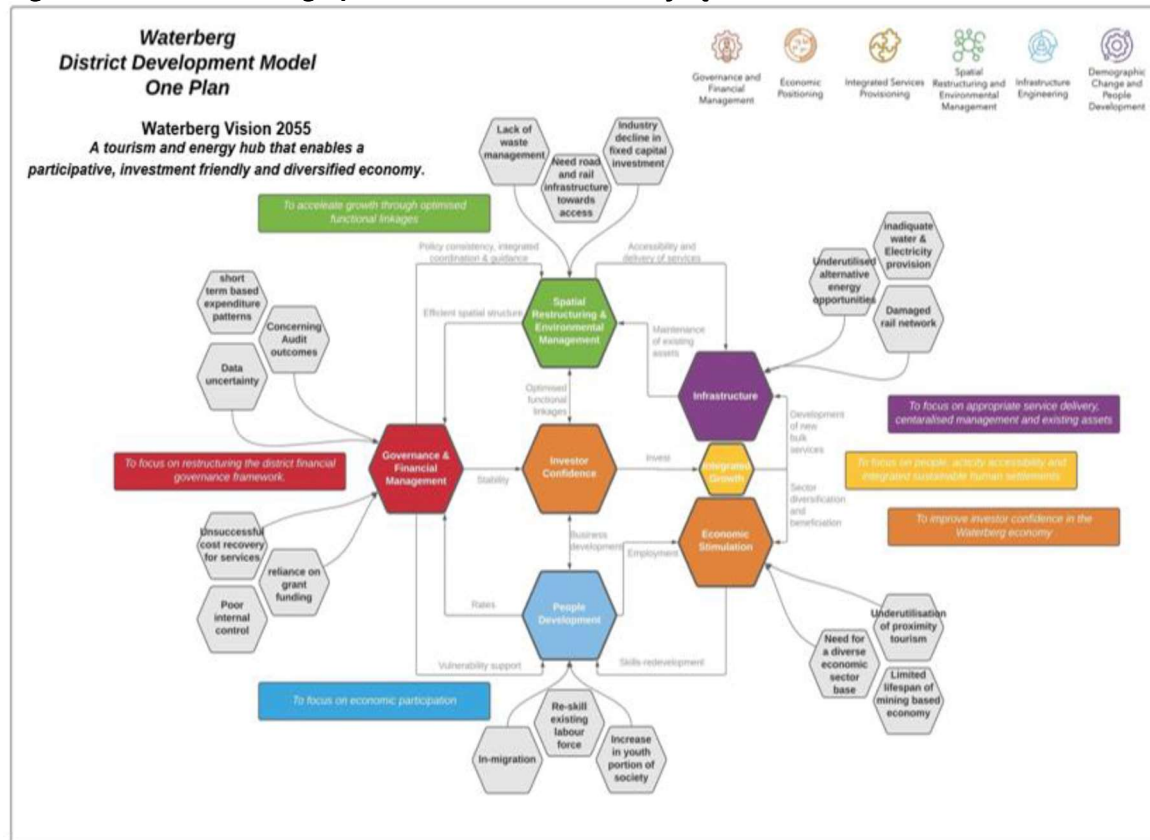 Waterberg
District Development Model
One Plan
Waterberg Vision 2055
A tourism and energy hub that enables a
participative, investment friendly and diversified economy.
Governance and
Financial
Management
Economic
Positioning
Integrated Services
Provisioning
Spatial
Restructuring and
Environmental
Management
Infrastructure
Engineering
Demographic
Change and
People
Development
Lack of
waste
management
Need road
and rail
infrastructure
towards
access
Industry
decline in
fixed capital
investment
To acceleate growth through optimised
functional linkages
Policy consistency, integrated
coordination & guidance
Accessibility and
delivery of services
inadiquate
water &
Electricity
provision
Underutilised
alternative
energy
opportunities
Damaged
rail network
short
term based
expenditure
patterns
Concerning
Audit
outcomes
Data
uncertainty
Efficient spatial structure
Spatial
Restructuring &
Environmental
Management
Maintenance
of existing
assets
Infrastructure
Optimised
functional
linkages
Development
of new
bulk
services
To focus on appropriate service delivery,
centaralised management and existing assets
To focus on restructuring the district financial
governance framework.
Governance &
Financial
Management
Stability
Investor
Confidence
Invest
Integrated
Growth
To focus on people, activity accessibility and
integrated sustainable human settlements
Sector
diversification
and
beneficiation
To improve investor confidence in the
Waterberg economy
Unsuccessful
cost recovery
for services
reliance on
grant
funding
Poor
internal
control
Business
development
Employment
Economic
Stimulation
Rates
People
Development
Vulnerability support
Skills redevelopment
Underutilisation
of proximity
tourism
Need for
a diverse
economic
sector
base
Limited
lifespan of
mining based
economy
To focus on economic participation
In-migration
Re-skill
existing
labour
force
Increase
in youth
portion of
society